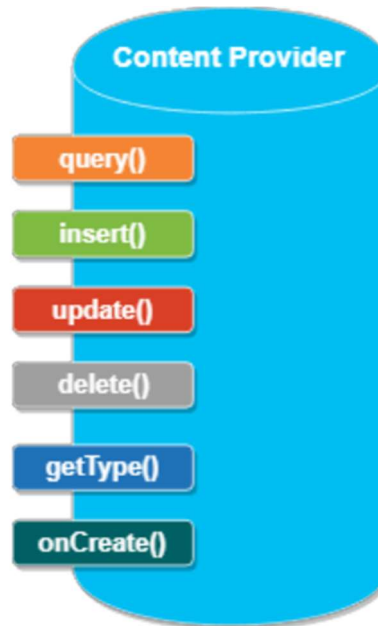 Content Provider
query()
insert()
update()
delete()
getType()
onCreate()